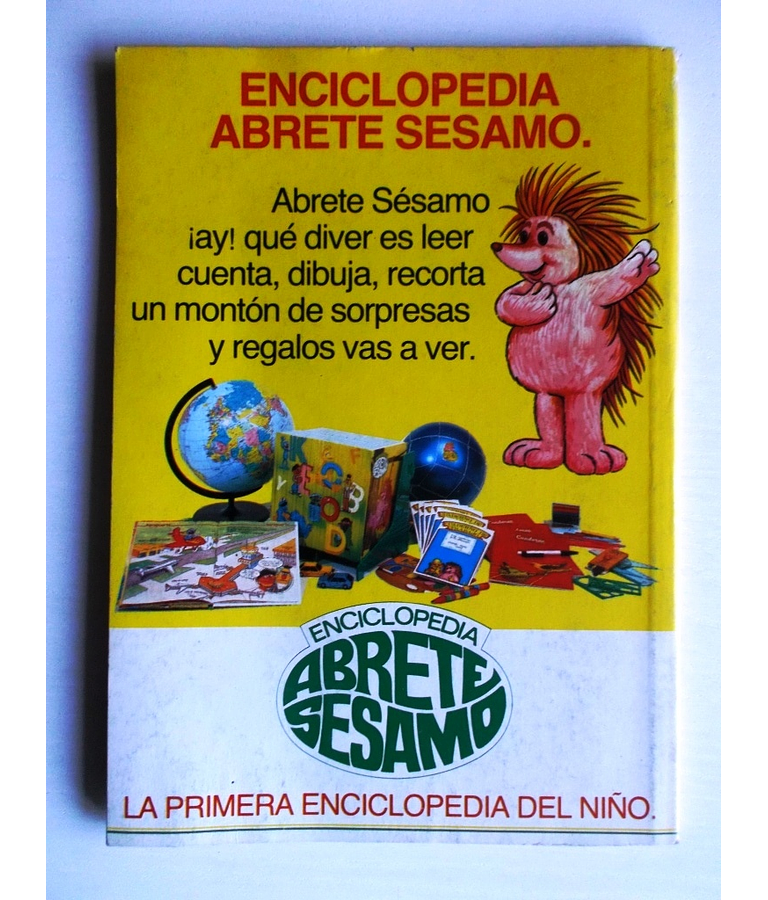 ENCICLOPEDIA
ABRETE SESAMO.
Abrete Sésamo
¡ay! qué diver es leer
cuenta, dibuja, recorta
un montón de sorpresas
y regalos vas a ver.
ENCICLOPEDIA
ABRETE
SESAMO
LA PRIMERA ENCICLOPEDIA DEL NIÑO.